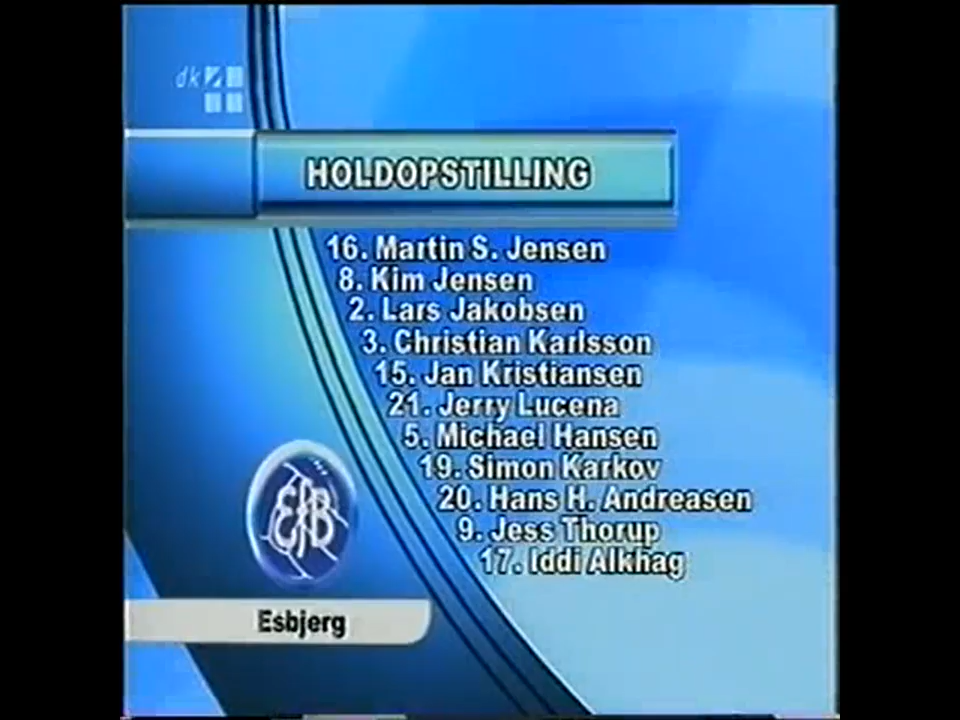 dk4
HOLDOPSTILLING
16. Martin S. Jensen
8. Kim Jensen
2. Lars Jakobsen
3. Christian Karlsson
15. Jan Kristiansen
21. Jerry Lucena
5. Michael Hansen
19. Simon Karkov
20. Hans H. Andreasen
9. Jess Thorup
17. Iddi Alkhag
EfB
Esbjerg